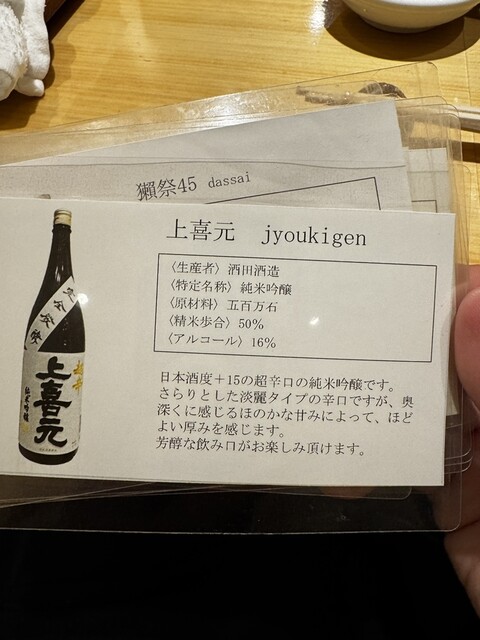 獺祭45 dassai
上喜元 jyoukigen
〈生産者〉酒田酒造
〈特定名称〉純米吟醸
〈原材料〉五百万石
〈精米歩合〉50%
〈アルコール〉16%
日本酒度＋15の超辛口の純米吟醸です。
さらりとした淡麗タイプの辛口ですが、奥
深くに感じるほのかな甘みによって、ほど
よい厚みを感じます。
芳醇な飲み口がお楽しみ頂けます。
完全発酵
超辛
上喜元
純米吟醸